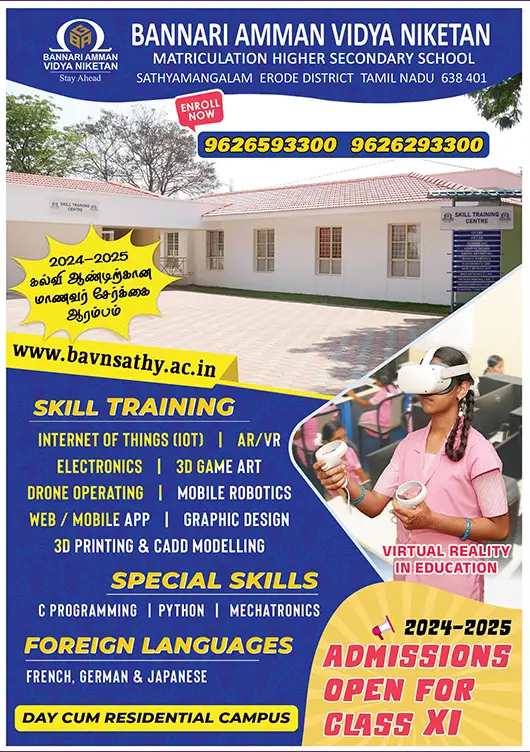 BANNARI AMMAN
VIDYA NIKETAN
Stay Ahead
BANNARI AMMAN VIDYA NIKETAN
MATRICULATION HIGHER SECONDARY SCHOOL
SATHYAMANGALAM ERODE DISTRICT TAMIL NADU 638 401
ENROLL
NOW
9626593300 9626293300
SKILL TRAINING
CENTRE
SKILL TRAINING
CENTRE
2024-2025
கல்வி ஆண்டிற்கான
மாணவர் சேர்க்கை
ஆரம்பம்
www.bavnsathy.ac.in
SKILL TRAINING
INTERNET OF THINGS (IOT) | AR/VR
ELECTRONICS | 3D GAME ART
DRONE OPERATING | MOBILE ROBOTICS
WEB / MOBILE APP | GRAPHIC DESIGN
3D PRINTING & CADD MODELLING
VIRTUAL REALITY
IN EDUCATION
SPECIAL SKILLS
C PROGRAMMING | PYTHON | MECHATRONICS
FOREIGN LANGUAGES
FRENCH, GERMAN & JAPANESE
DAY CUM RESIDENTIAL CAMPUS
2024-2025
ADMISSIONS
OPEN FOR
CLASS XI